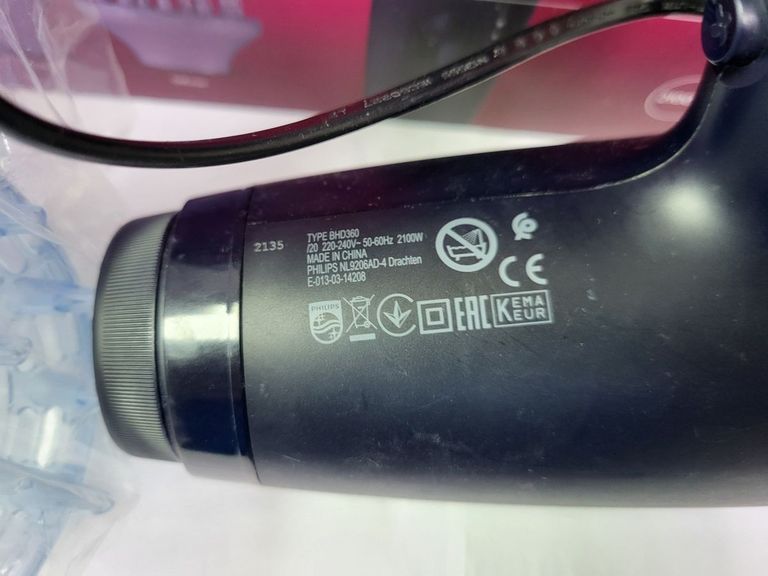 2135
TYPE BHD360
/20 220-240V~ 50-60Hz 2100W
MADE IN CHINA
PHILIPS NL9206AD-4 Drachten
E-013-03-14208
CE
PHILIPS
EAC
KEMA
KEUR